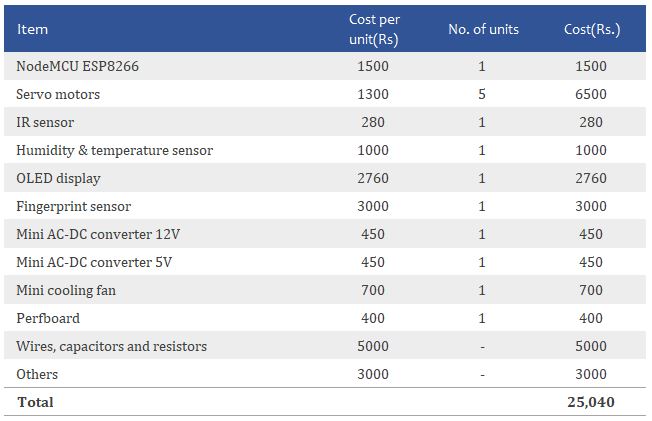 Item Cost per unit(Rs) No. of units Cost(Rs.)
NodeMCU ESP8266 1500 1 1500
Servo motors 1300 5 6500
IR sensor 280 1 280
Humidity & temperature sensor 1000 1 1000
OLED display 2760 1 2760
Fingerprint sensor 3000 1 3000
Mini AC-DC converter 12V 450 1 450
Mini AC-DC converter 5V 450 1 450
Mini cooling fan 700 1 700
Perfboard 400 1 400
Wires, capacitors and resistors 5000 - 5000
Others 3000 - 3000
Total 25,040